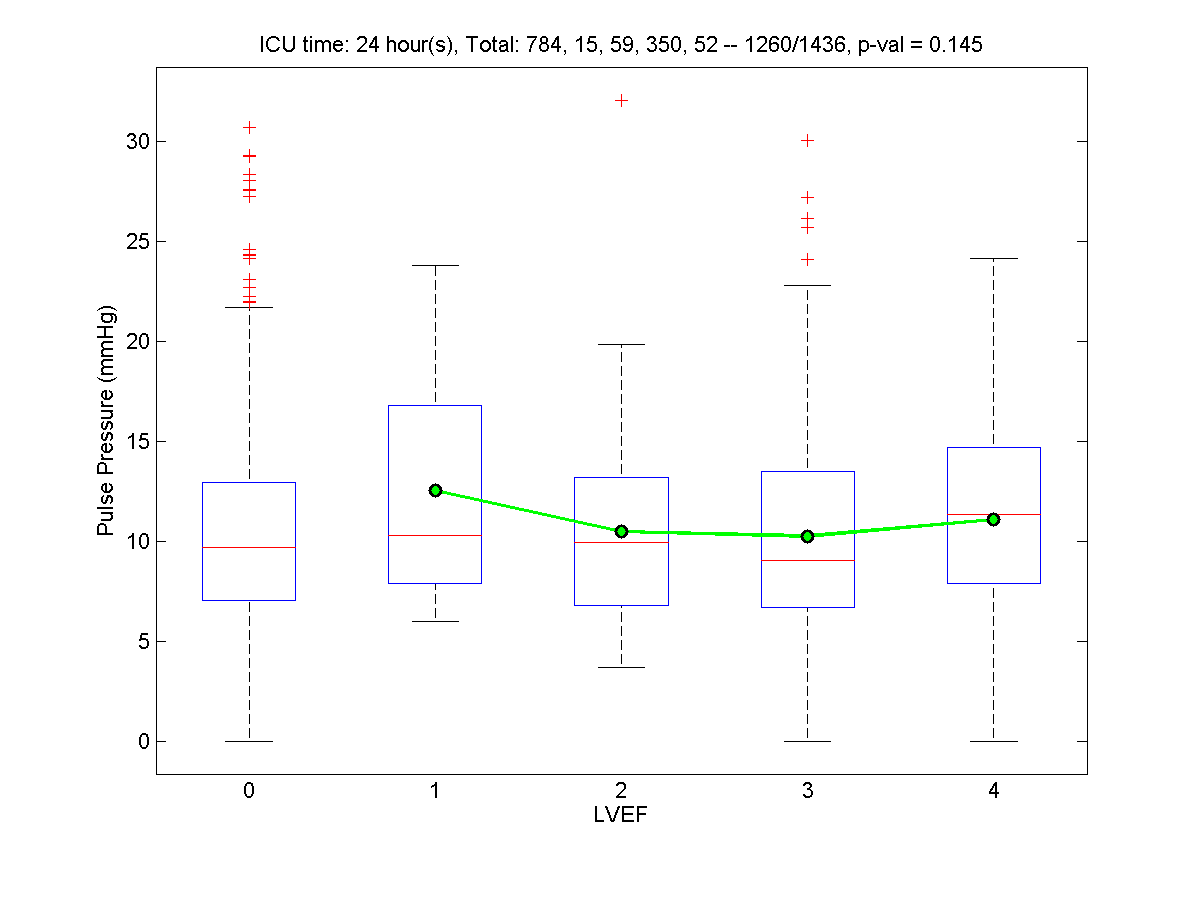 ICU time: 24 hour(s), Total: 784, 15, 59, 350, 52 -- 1260/1436, p-val = 0.145
30
25
20
15
10
5
0
Pulse Pressure (mmHg)
0 1 2 3 4
LVEF